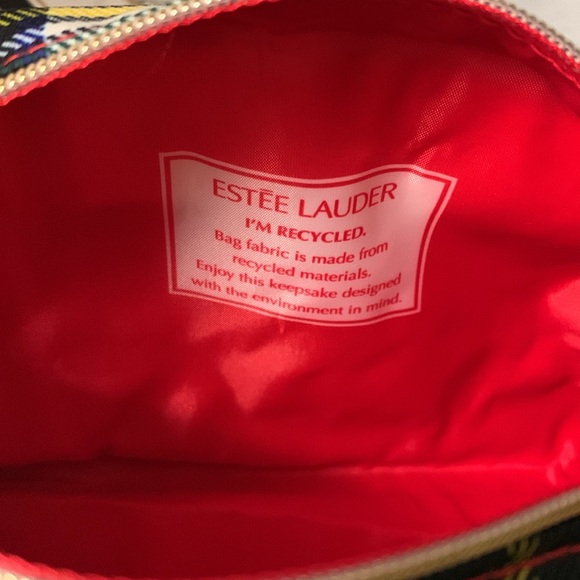 ESTĒE LAUDER
I'M RECYCLED.
Bag fabric is made from
recycled materials.
Enjoy this keepsake designed
with the environment in mind.